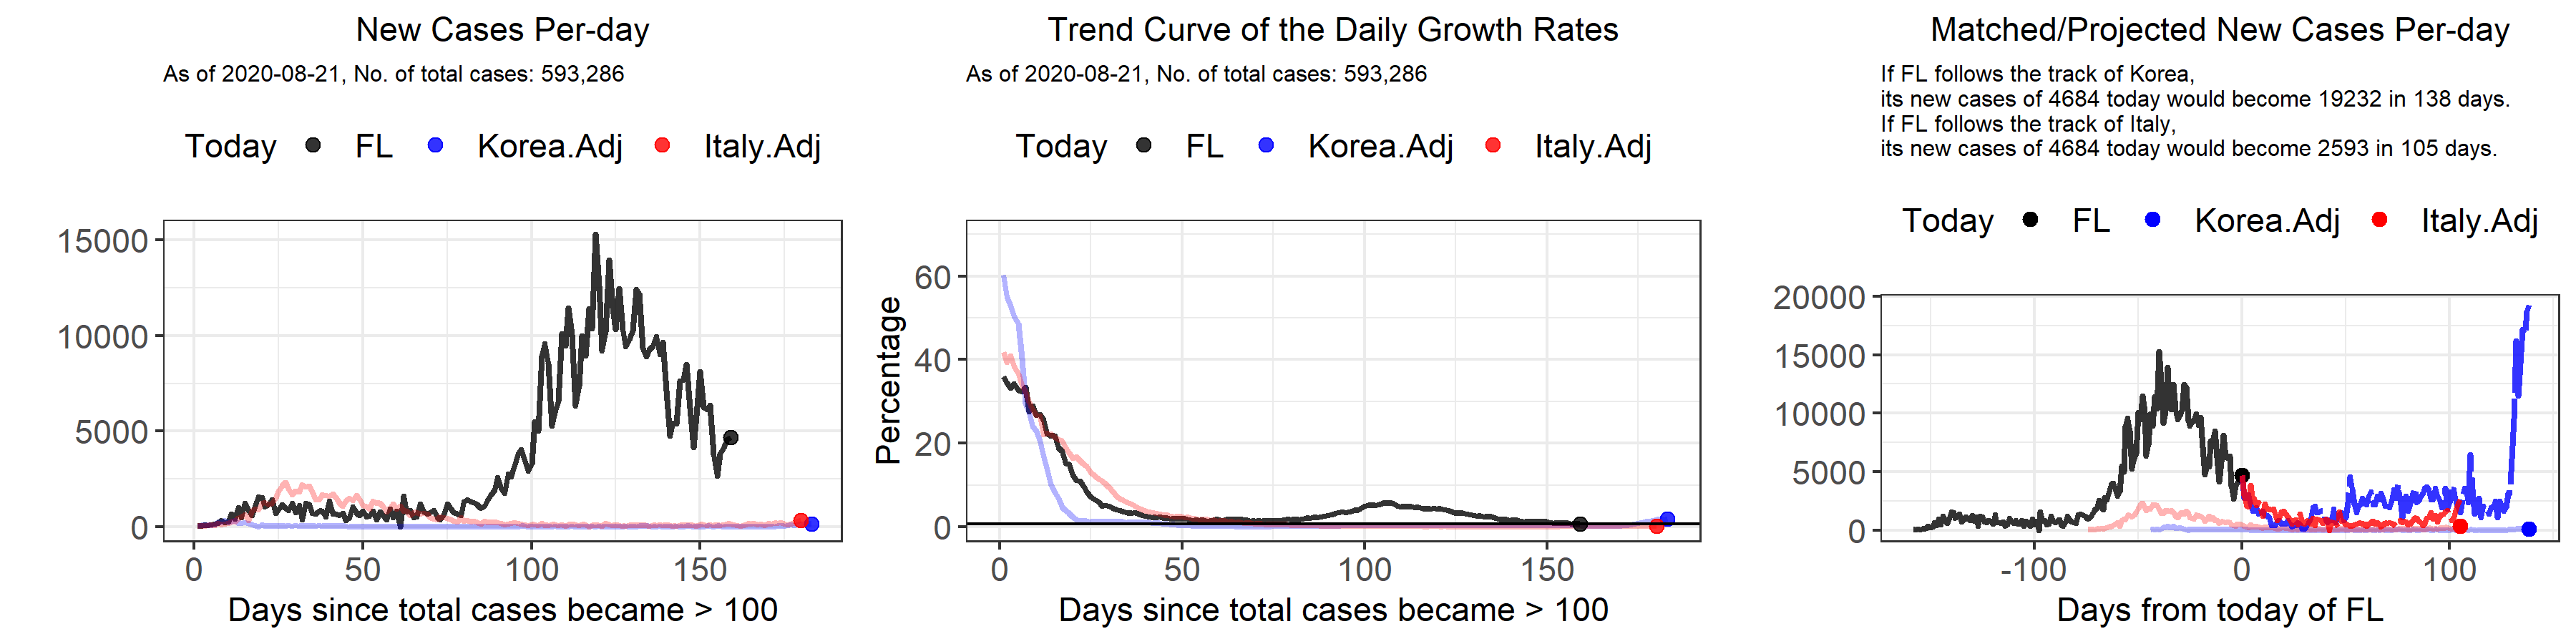 New Cases Per-day
As of 2020-08-21, No. of total cases: 593,286
Today FL Korea.Adj Italy.Adj
15000
10000
5000
0
0 50 100 150
Days since total cases became > 100
Trend Curve of the Daily Growth Rates
As of 2020-08-21, No. of total cases: 593,286
Today FL Korea.Adj Italy.Adj
Percentage
60
40
20
0
0 50 100 150
Days since total cases became > 100
Matched/Projected New Cases Per-day
If FL follows the track of Korea,
its new cases of 4684 today would become 19232 in 138 days.
If FL follows the track of Italy,
its new cases of 4684 today would become 2593 in 105 days.
Today FL Korea.Adj Italy.Adj
20000
15000
10000
5000
0
-100 0 100
Days from today of FL